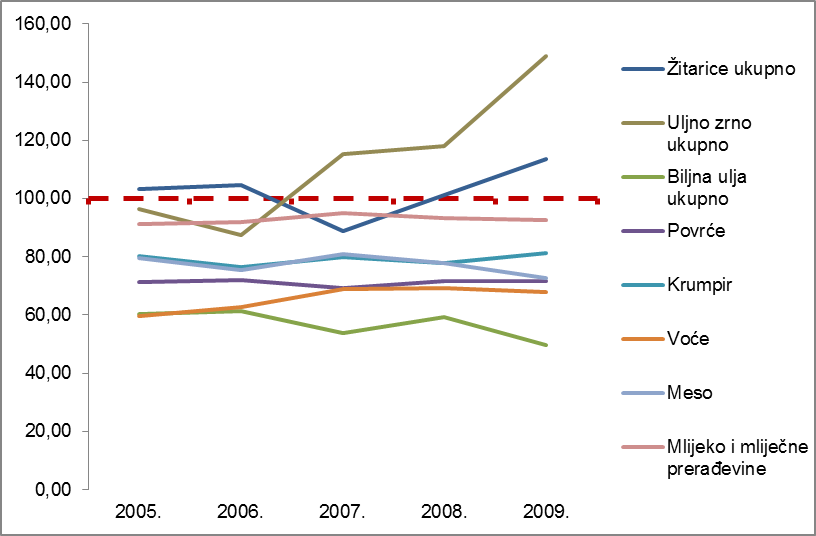 160,00
140,00
120,00
100,00
80,00
60,00
40,00
20,00
0,00
2005. 2006. 2007. 2008. 2009.
Žitarice ukupno
Uljno zrno
ukupno
Biljna ulja
ukupno
Povrće
Krumpir
Voće
Meso
Mlijeko i mliječne
prerađevine